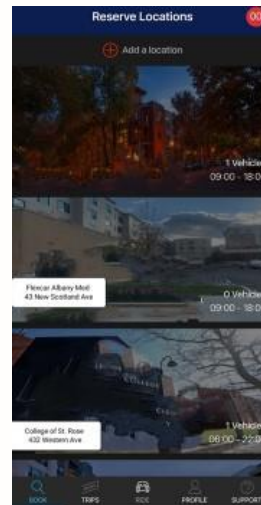 Reserve Locations
Add a location
1 Vehicle
09:00 - 18:0
Flexcar Albany Med
43 New Scotland Ave
0 Vehicle
09:00 - 18:0
College of St. Rose
432 Western Ave
1 Vehicle
06:00 - 22:0
BOOK
TRIPS
RIDE
PROFILE
SUPPORT